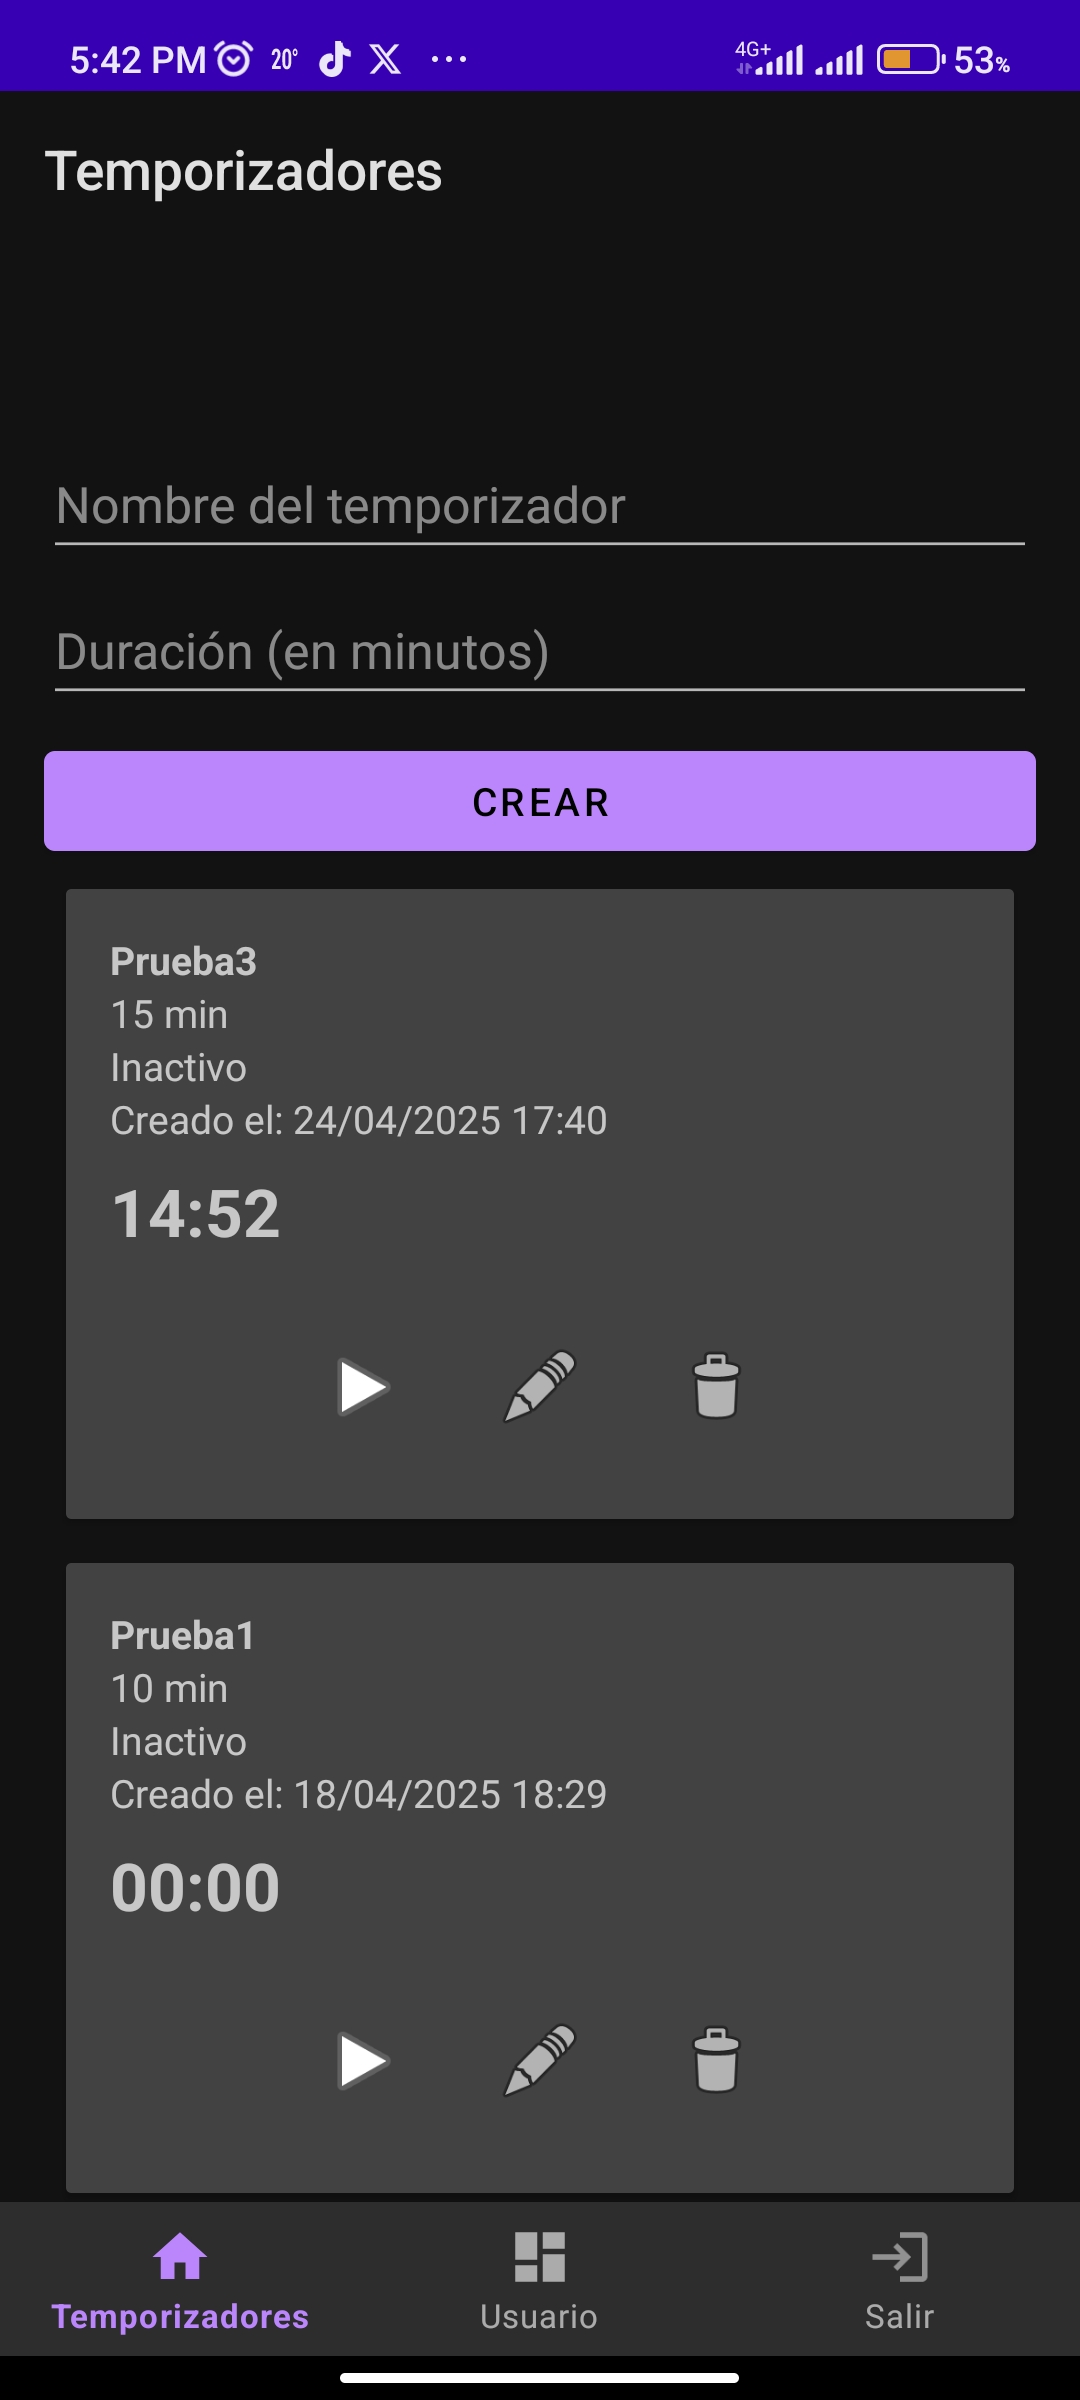 5:42 PM 20° ... 4G+ 53%
Temporizadores
Nombre del temporizador
Duración (en minutos)
CREAR
Prueba3
15 min
Inactivo
Creado el: 24/04/2025 17:40
14:52
Prueba1
10 min
Inactivo
Creado el: 18/04/2025 18:29
00:00
Temporizadores Usuario Salir